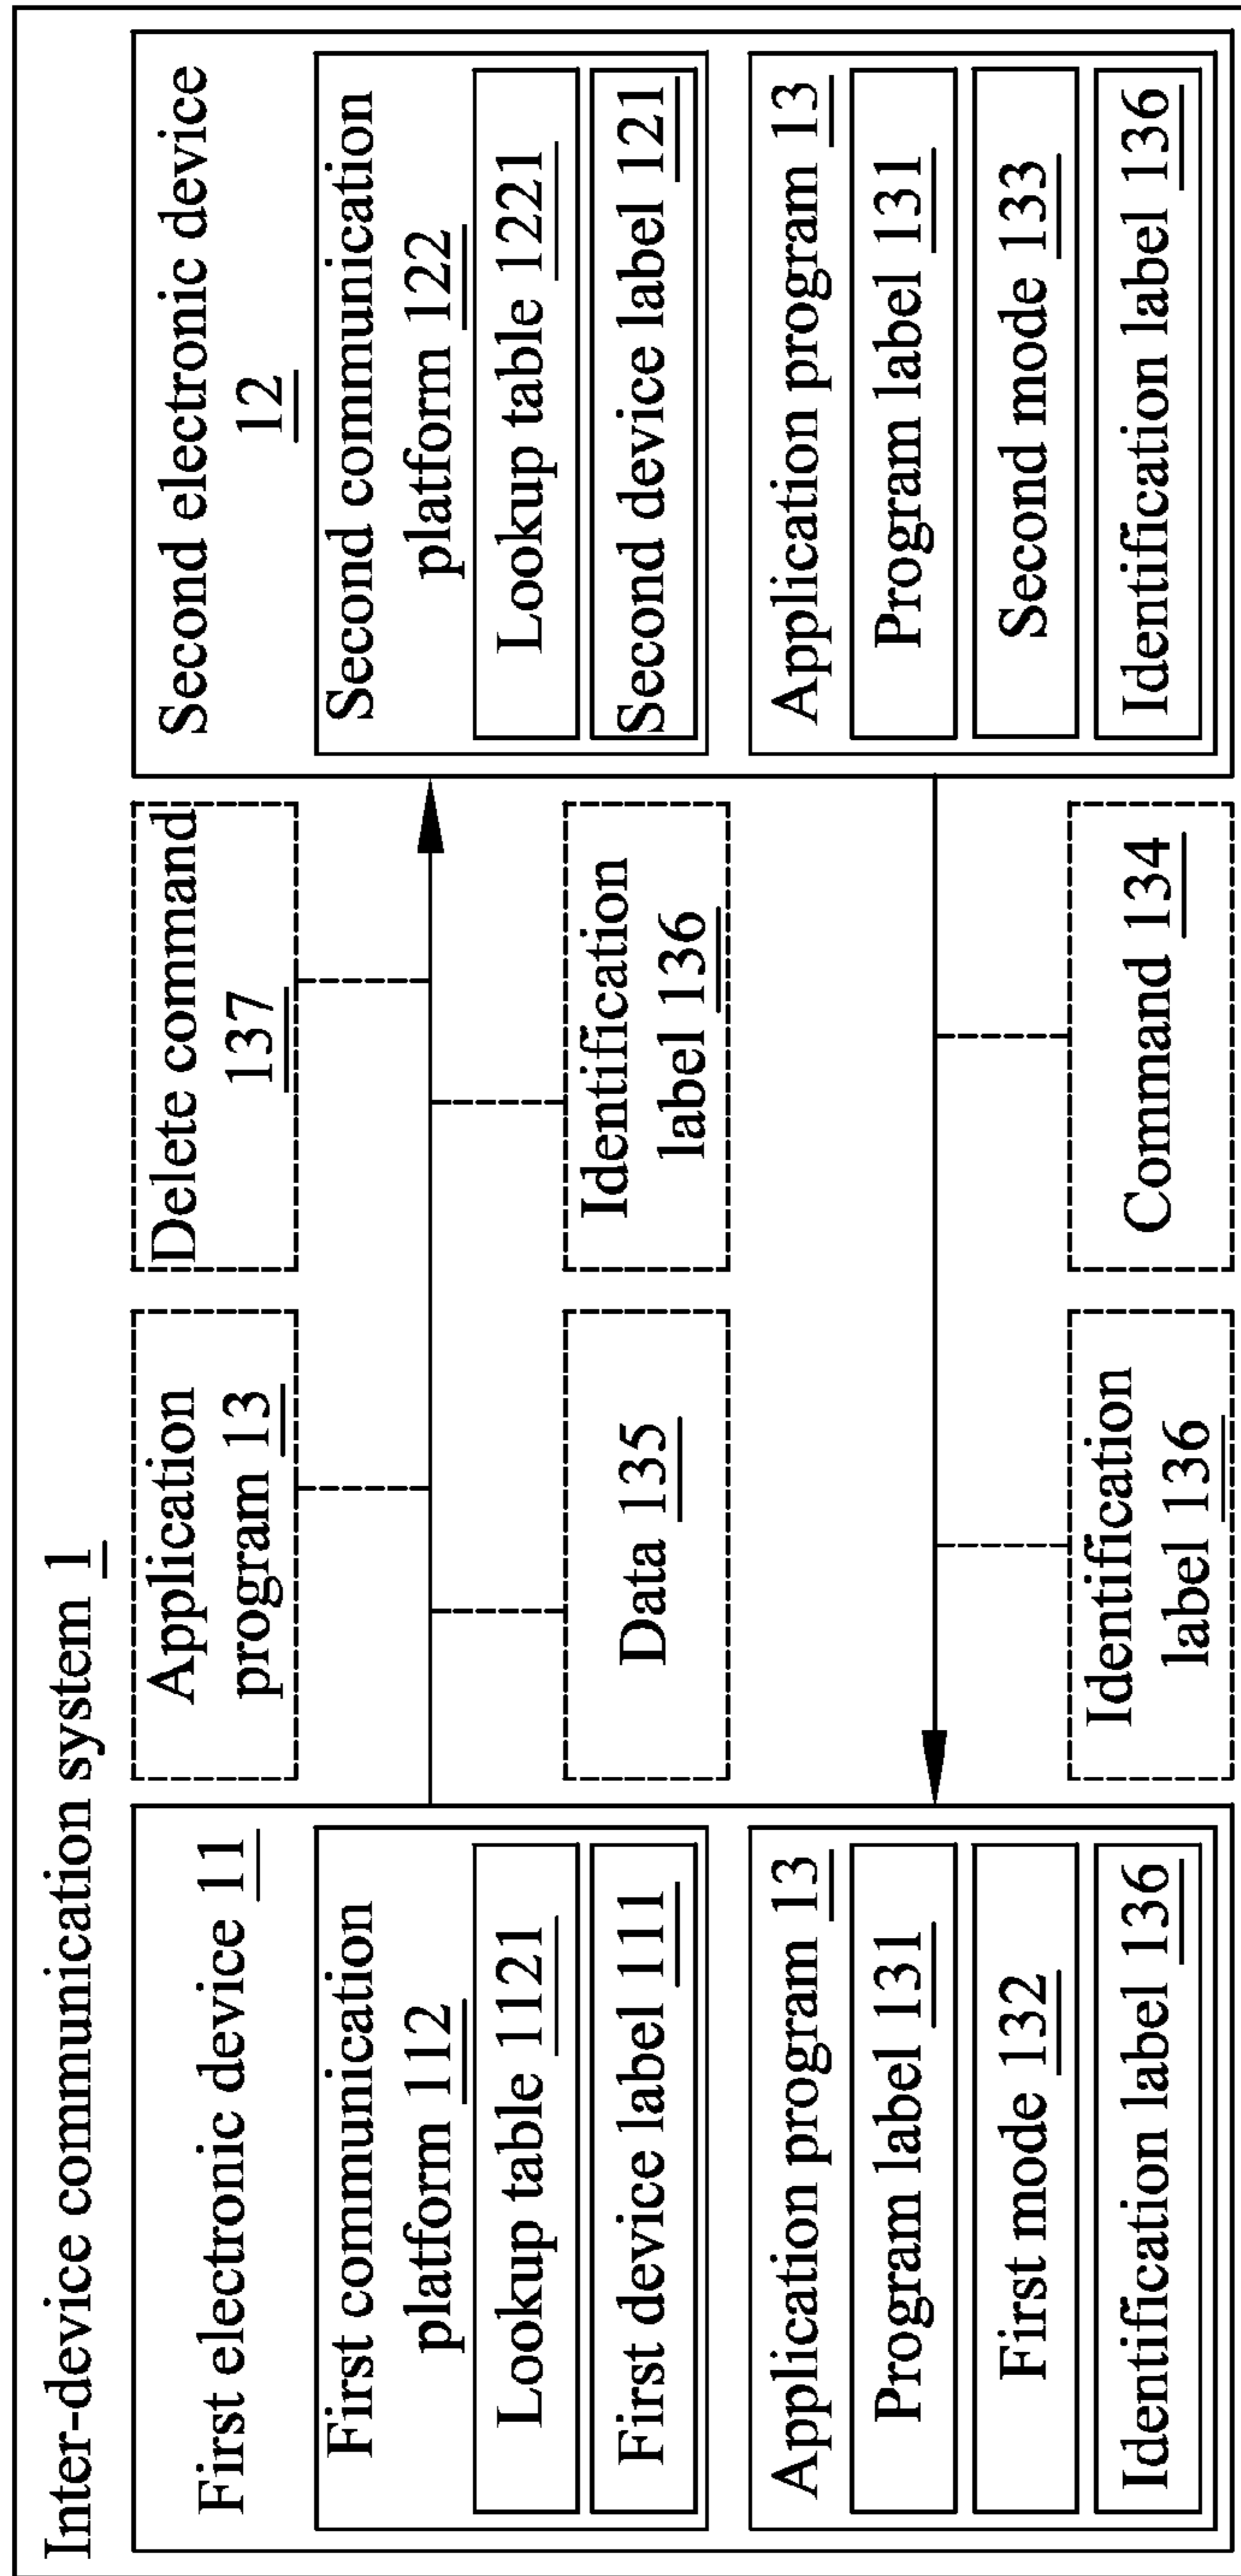 Inter-device communication system 1
First electronic device 11
First communication
platform 112
Lookup table 1121
First device label 111
Application program 13
Program label 131
First mode 132
Identification label 136
Application
program 13
Delete command
137
Data 135
Identification
label 136
Identification
label 136
Command 134
Second electronic device
12
Second communication
platform 122
Lookup table 1221
Second device label 121
Application program 13
Program label 131
Second mode 133
Identification label 136